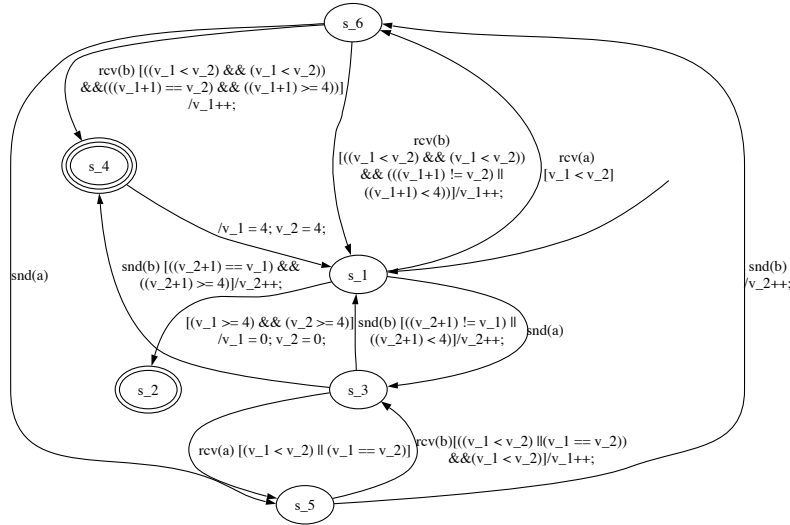 s_6
rcv(b) [((v_1 < v_2) && (v_1 < v_2))
&&(((v_1+1) == v_2) && ((v_1+1) >= 4))]
/v_1++;
rcv(b)
[((v_1 < v_2) && (v_1 < v_2))
&& (((v_1+1) != v_2) ||
((v_1+1) < 4))]/v_1++;
rcv(a)
[v_1 < v_2]
s_4
/v_1 = 4; v_2 = 4;
snd(a)
snd(b) [((v_2+1) == v_1) &&
((v_2+1) >= 4)]/v_2++;
s_1
snd(b)
/v_2++;
[(v_1 >= 4) && (v_2 >= 4)]
/v_1 = 0; v_2 = 0;
snd(b) [((v_2+1) != v_1) ||
((v_2+1) < 4)]/v_2++;
snd(a)
s_2
s_3
rcv(a) [(v_1 < v_2) || (v_1 == v_2)]
rcv(b)[((v_1 < v_2) ||(v_1 == v_2))
&&(v_1 < v_2)]/v_1++;
s_5